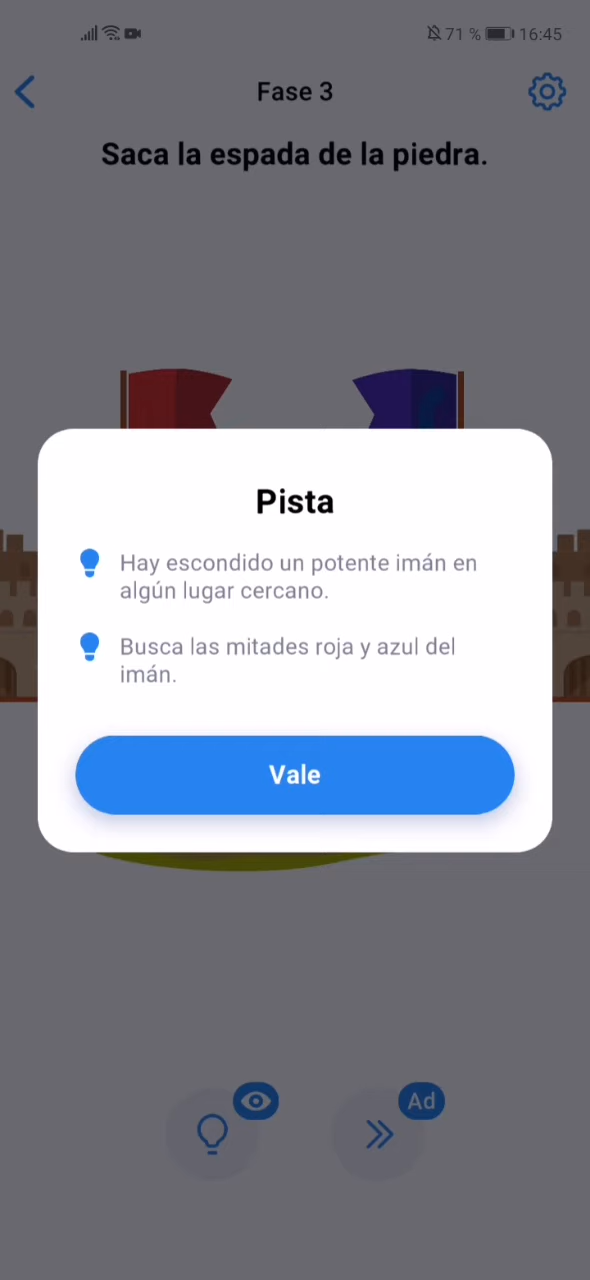 71 % 16:45
Fase 3
Saca la espada de la piedra.
Pista
Hay escondido un potente imán en
algún lugar cercano.
Busca las mitades roja y azul del
imán.
Vale
Ad